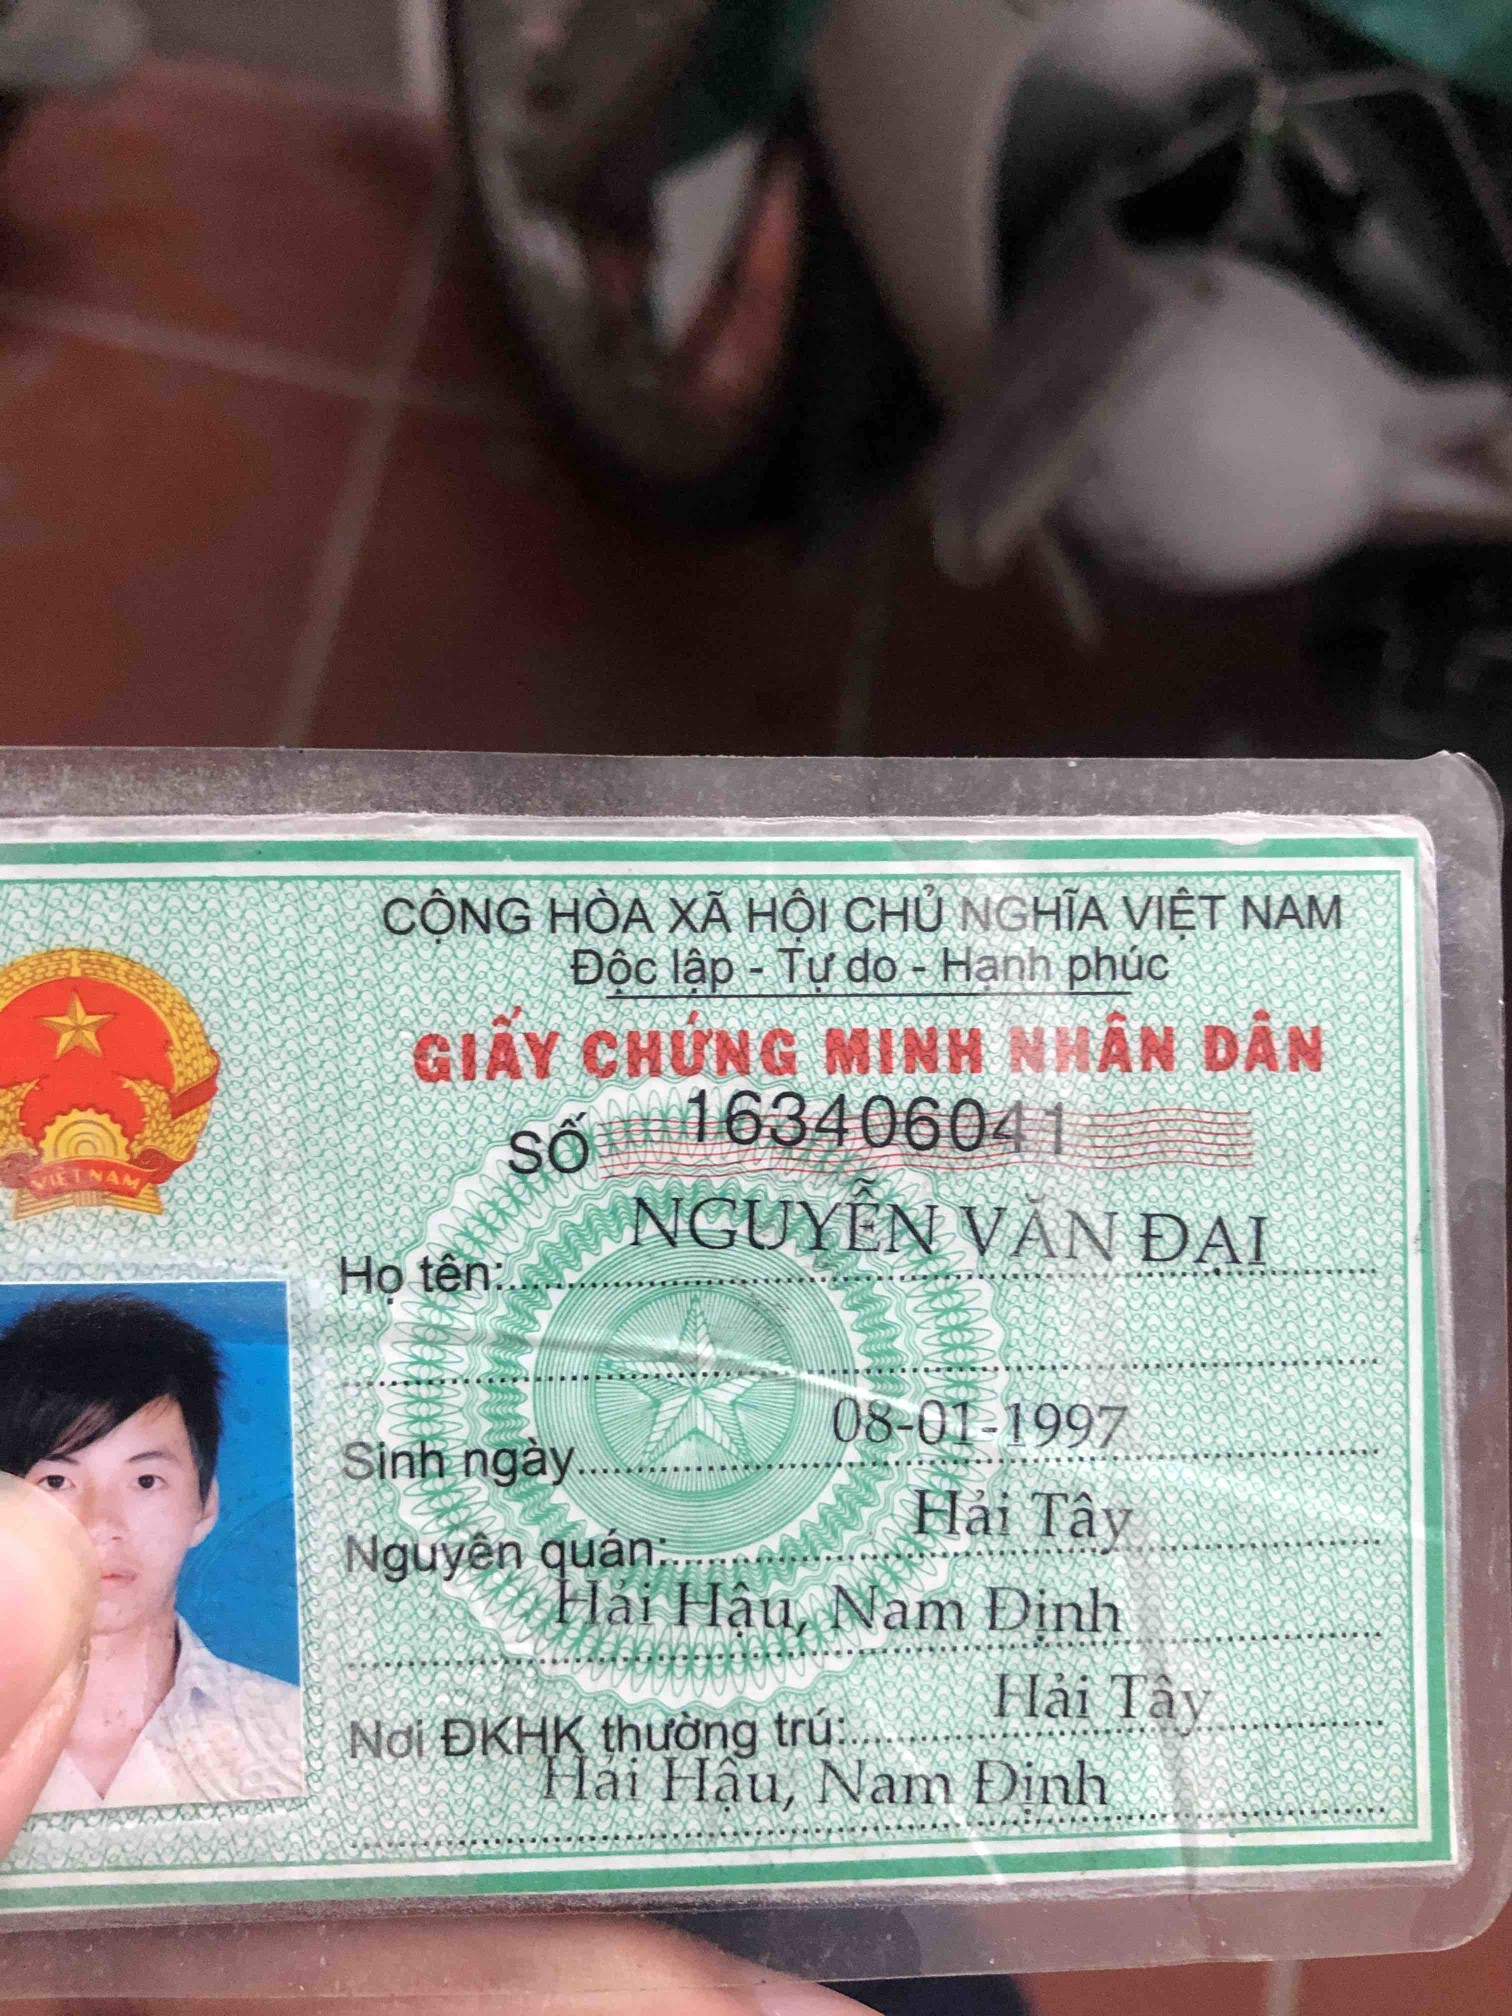 CỘNG HÒA XÃ HỘI CHỦ NGHĨA VIỆT NAM
Độc lập - Tự do - Hạnh phúc
GIẤY CHỨNG MINH NHÂN DÂN
SỐ 163406041
VIỆT NAM
Họ tên: NGUYỄN VĂN ĐẠI
Sinh ngày 08-01-1997
Nguyên quán: Hải Tây
Hải Hậu, Nam Định
Nơi ĐKHK thường trú: Hải Tây
Hải Hậu, Nam Định